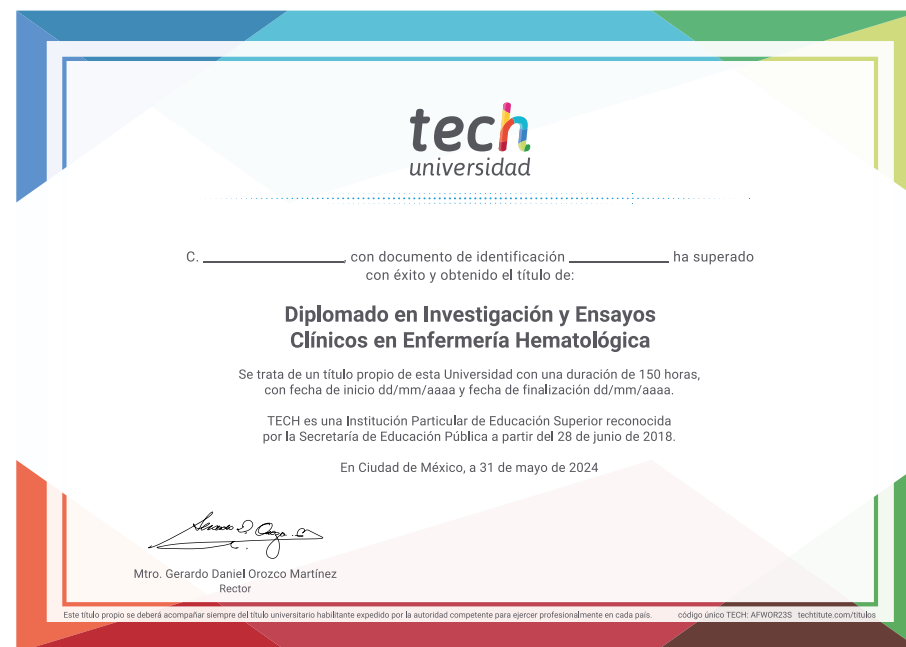 tech
universidad
C. ____________________, con documento de identificación ______________ ha superado
con éxito y obtenido el título de:
Diplomado en Investigación y Ensayos
Clínicos en Enfermería Hematológica
Se trata de un título propio de esta Universidad con una duración de 150 horas,
con fecha de inicio dd/mm/aaaa y fecha de finalización dd/mm/aaaa.
TECH es una Institución Particular de Educación Superior reconocida
por la Secretaría de Educación Pública a partir del 28 de junio de 2018.
En Ciudad de México, a 31 de mayo de 2024
Mtro. Gerardo Daniel Orozco Martínez
Rector
Este título propio se deberá acompañar siempre del título universitario habilitante expedido por la autoridad competente para ejercer profesionalmente en cada país. código único TECH: AFWOR23S techtitute.com/titulos